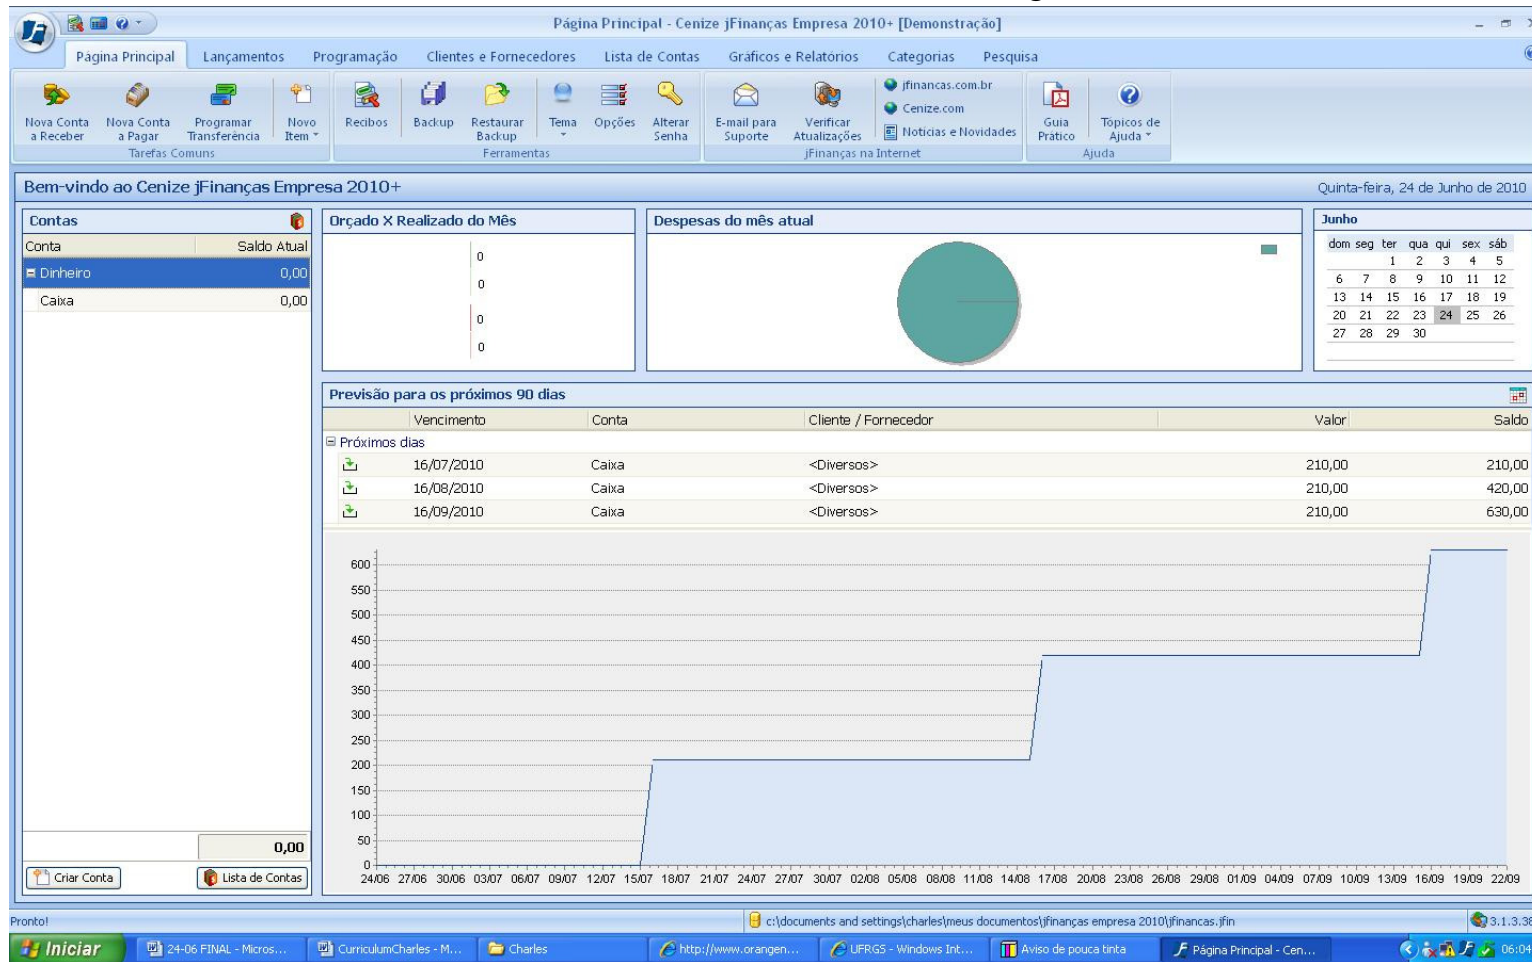 Página Principal - Cenize jFinanças Empresa 2010+ [Demonstração]
Página Principal Lançamentos Programação Clientes e Fornecedores Lista de Contas Gráficos e Relatórios Categorias Pesquisa
Nova Conta a Receber
Nova Conta a Pagar
Programar Transferência
Novo Item
Tarefas Comuns
Recibos
Backup
Restaurar Backup
Tema
Opções
Alterar Senha
Ferramentas
E-mail para Suporte
Verificar Atualizações
jfinancas.com.br
Cenize.com
Notícias e Novidades
jFinanças na Internet
Guia Prático
Tópicos de Ajuda
Ajuda
Bem-vindo ao Cenize jFinanças Empresa 2010+
Quinta-feira, 24 de Junho de 2010
Contas
Conta Saldo Atual
Dinheiro 0,00
Caixa 0,00
0,00
Criar Conta
Lista de Contas
Orçado X Realizado do Mês
0
0
0
0
Despesas do mês atual
Junho
dom seg ter qua qui sex sáb
1 2 3 4 5
6 7 8 9 10 11 12
13 14 15 16 17 18 19
20 21 22 23 24 25 26
27 28 29 30
Previsão para os próximos 90 dias
Vencimento Conta Cliente / Fornecedor Valor Saldo
Próximos dias
16/07/2010 Caixa <Diversos> 210,00 210,00
16/08/2010 Caixa <Diversos> 210,00 420,00
16/09/2010 Caixa <Diversos> 210,00 630,00
600
550
500
450
400
350
300
250
200
150
100
50
0
24/06 27/06 30/06 03/07 06/07 09/07 12/07 15/07 18/07 21/07 24/07 27/07 30/07 02/08 05/08 08/08 11/08 14/08 17/08 20/08 23/08 26/08 29/08 01/09 04/09 07/09 10/09 13/09 16/09 19/09 22/09
Pronto!
c:\documents and settings\charles\meus documentos\jfinanças empresa 2010\jfinancas.jfin
3.1.3.38
Iniciar
24-06 FINAL - Micros...
CurriculumCharles - M...
Charles
http://www.orangen...
UFRGS - Windows Int...
Aviso de pouca tinta
Página Principal - Cen...
06:04